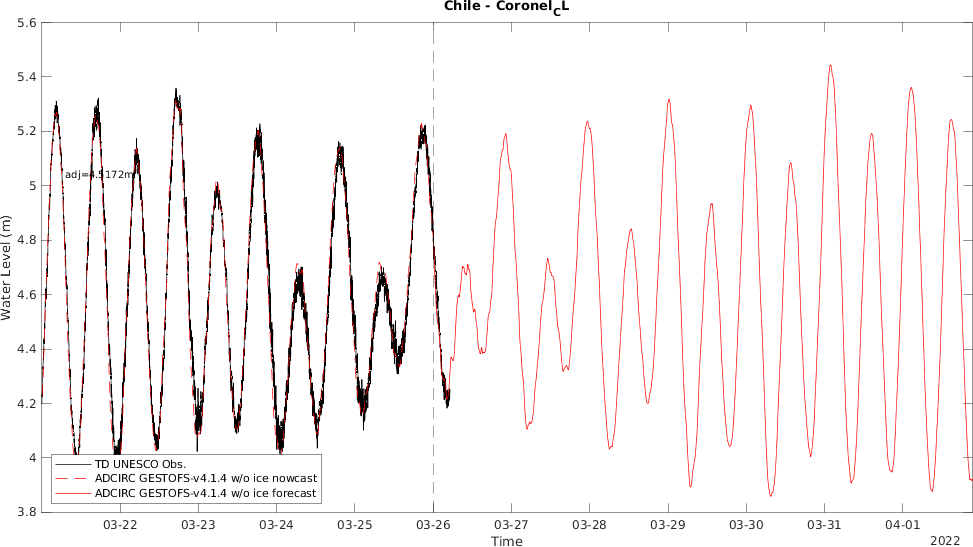 Chile - Coronel_CL
5.6
5.4
5.2
5
4.8
4.6
4.4
4.2
4
3.8
Water Level (m)
adj=4.5172m
TD UNESCO Obs.
ADCIRC GESTOFS-v4.1.4 w/o ice nowcast
ADCIRC GESTOFS-v4.1.4 w/o ice forecast
03-22 03-23 03-24 03-25 03-26 03-27 03-28 03-29 03-30 03-31 04-01
Time
2022